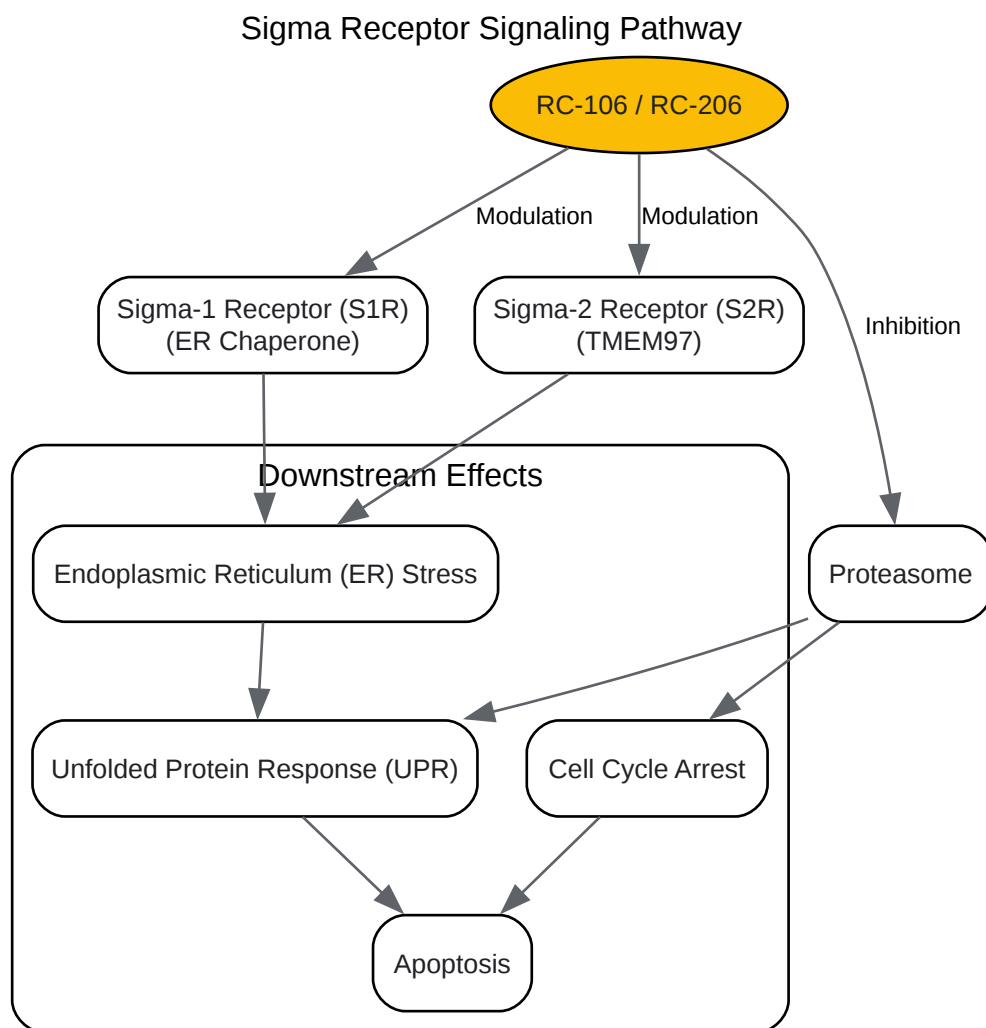 Sigma Receptor Signaling Pathway
RC-106 / RC-206
Modulation
Modulation
Sigma-1 Receptor (S1R)
(ER Chaperone)
Sigma-2 Receptor (S2R)
(TMEM97)
Inhibition
Downstream Effects
Endoplasmic Reticulum (ER) Stress
Proteasome
Unfolded Protein Response (UPR)
Cell Cycle Arrest
Apoptosis